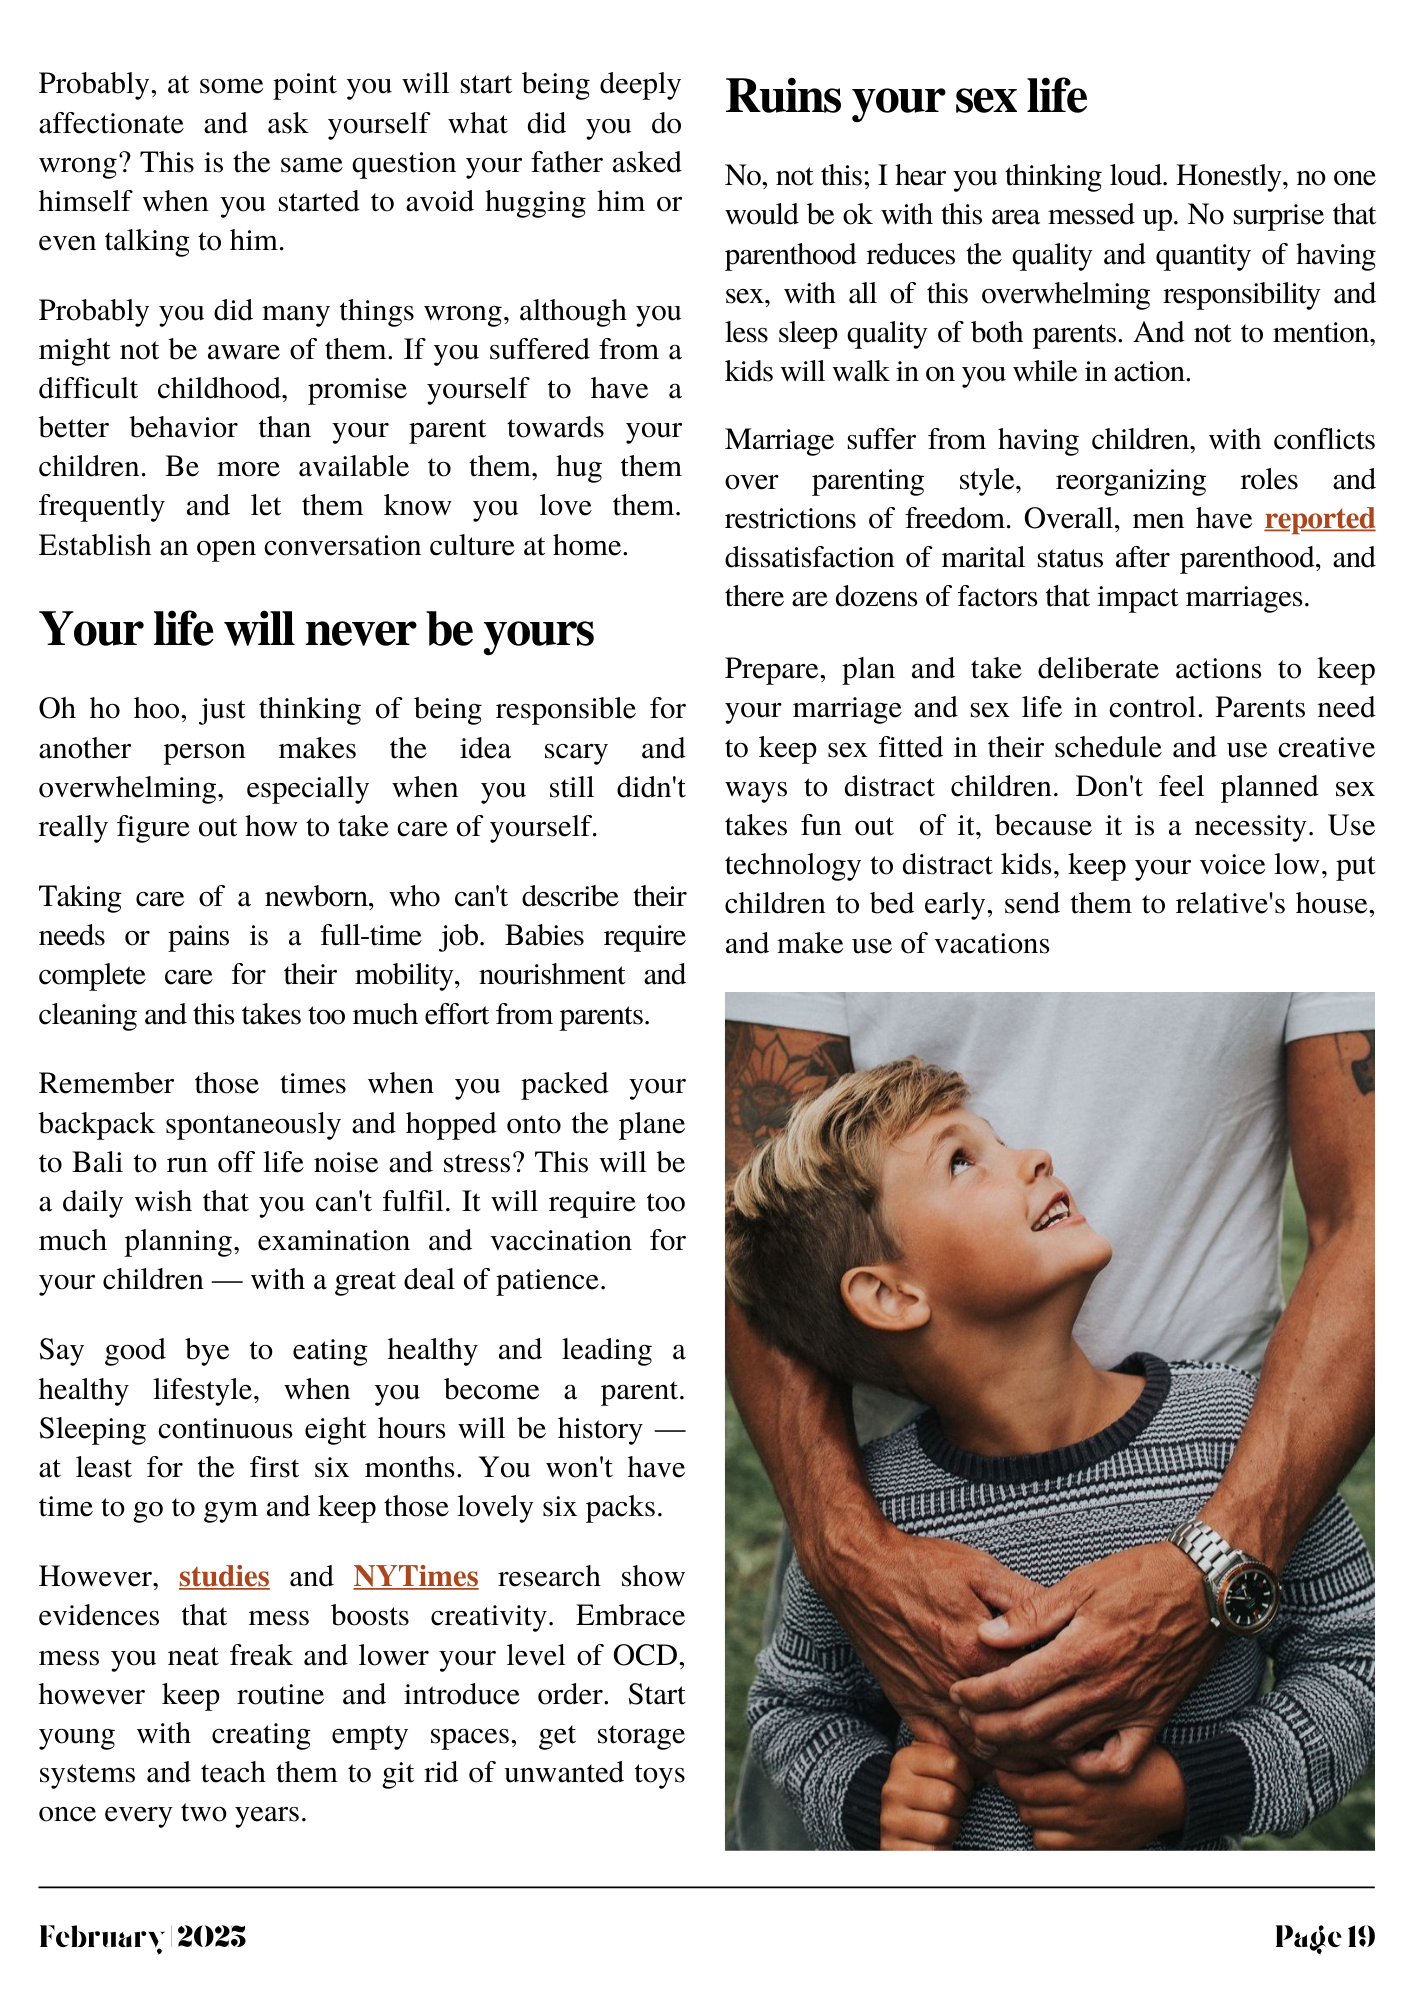 Probably, at some point you will start being deeply
affectionate and ask yourself what did you do
wrong? This is the same question your father asked
himself when you started to avoid hugging him or
even talking to him.
Probably you did many things wrong, although you
might not be aware of them. If you suffered from a
difficult childhood, promise yourself to have a
better behavior than your parent towards your
children. Be more available to them, hug them
frequently and let them know you love them.
Establish an open conversation culture at home.
Your life will never be yours
Oh ho hoo, just thinking of being responsible for
another person makes the idea scary and
overwhelming, especially when you still didn't
really figure out how to take care of yourself.
Taking care of a newborn, who can't describe their
needs or pains is a full-time job. Babies require
complete care for their mobility, nourishment and
cleaning and this takes too much effort from parents.
Remember those times when you packed your
backpack spontaneously and hopped onto the plane
to Bali to run off life noise and stress? This will be
a daily wish that you can't fulfil. It will require too
much planning, examination and vaccination for
your children — with a great deal of patience.
Say good bye to eating healthy and leading a
healthy lifestyle, when you become a parent.
Sleeping continuous eight hours will be history —
at least for the first six months. You won't have
time to go to gym and keep those lovely six packs.
However, studies and NYTimes research show
evidences that mess boosts creativity. Embrace
mess you neat freak and lower your level of OCD,
however keep routine and introduce order. Start
young with creating empty spaces, get storage
systems and teach them to git rid of unwanted toys
once every two years.
Ruins your sex life
No, not this; I hear you thinking loud. Honestly, no one
would be ok with this area messed up. No surprise that
parenthood reduces the quality and quantity of having
sex, with all of this overwhelming responsibility and
less sleep quality of both parents. And not to mention,
kids will walk in on you while in action.
Marriage suffer from having children, with conflicts
over parenting style, reorganizing roles and
restrictions of freedom. Overall, men have reported
dissatisfaction of marital status after parenthood, and
there are dozens of factors that impact marriages.
Prepare, plan and take deliberate actions to keep
your marriage and sex life in control. Parents need
to keep sex fitted in their schedule and use creative
ways to distract children. Don't feel planned sex
takes fun out of it, because it is a necessity. Use
technology to distract kids, keep your voice low, put
children to bed early, send them to relative's house,
and make use of vacations
February | 2025
Page 19